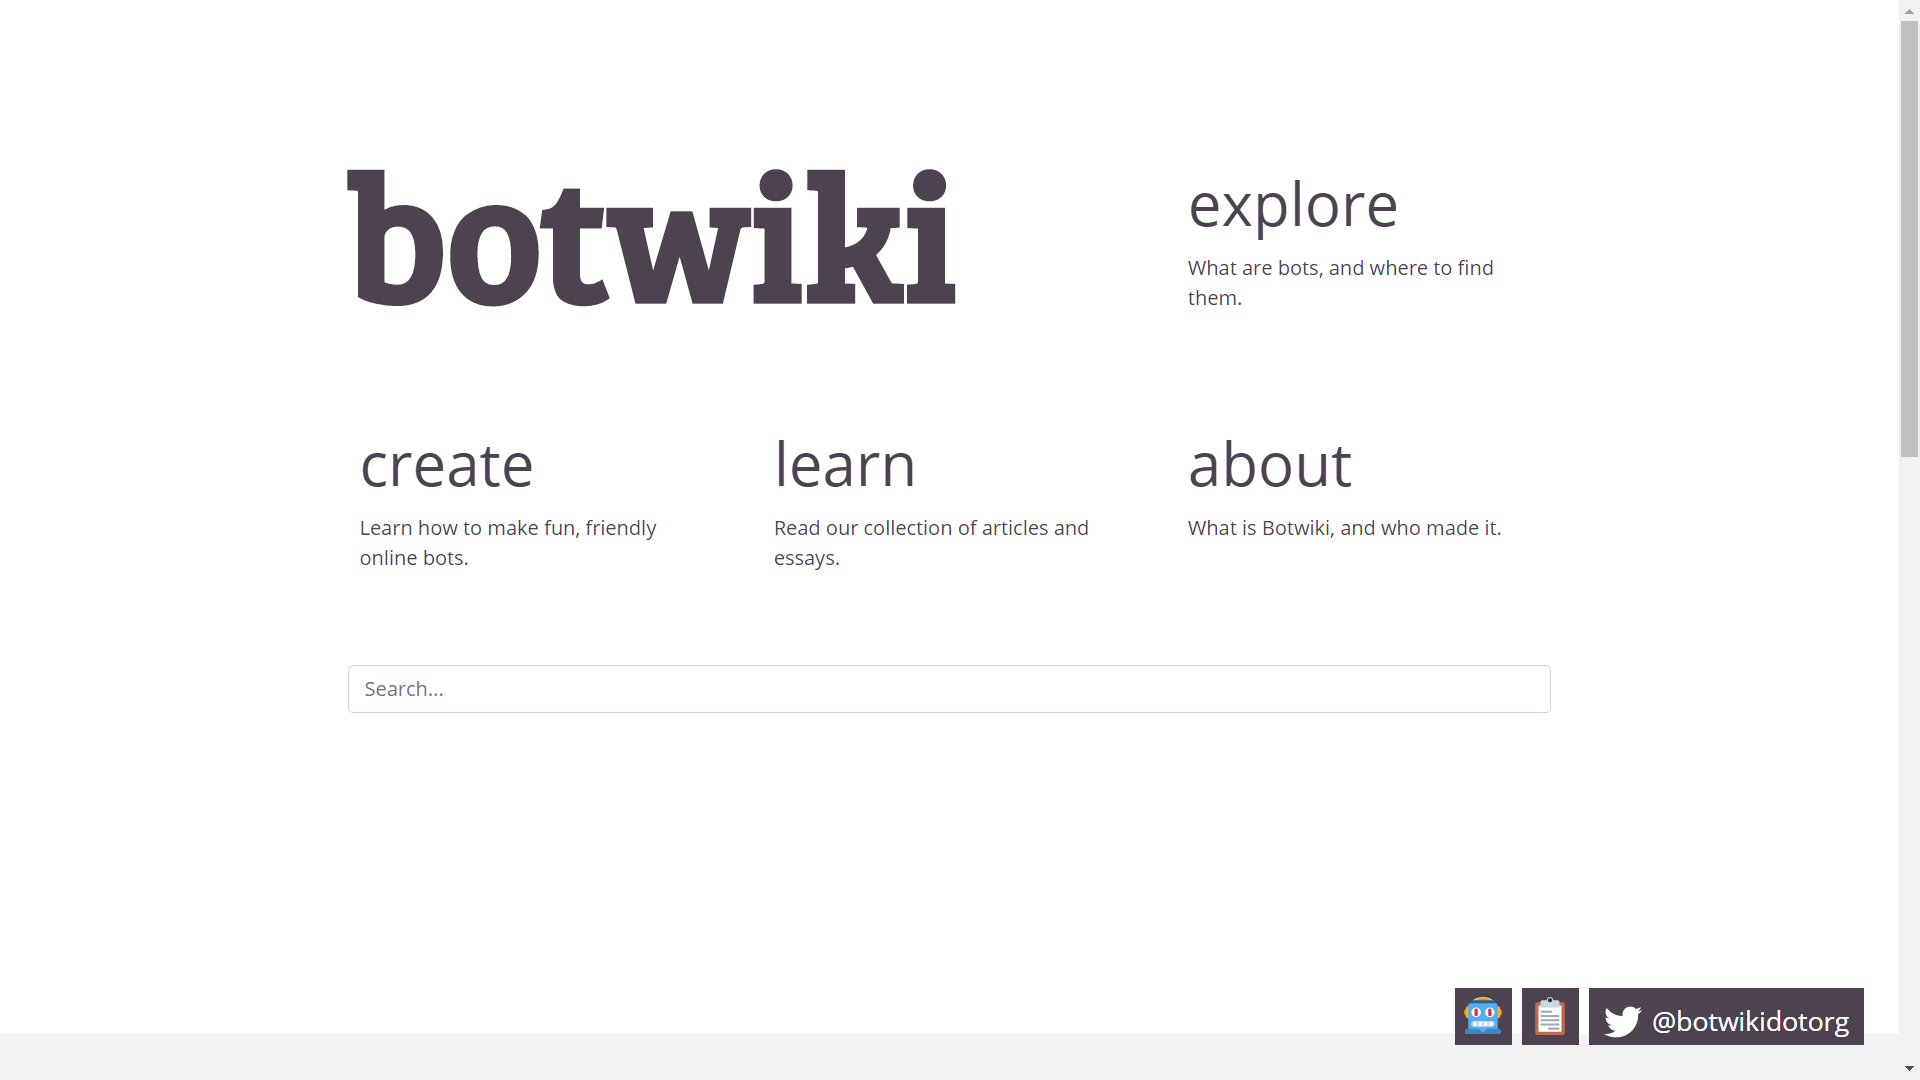 botwiki
explore
What are bots, and where to find
them.
create
Learn how to make fun, friendly
online bots.
learn
Read our collection of articles and
essays.
about
What is Botwiki, and who made it.
Search...
@botwikidotorg